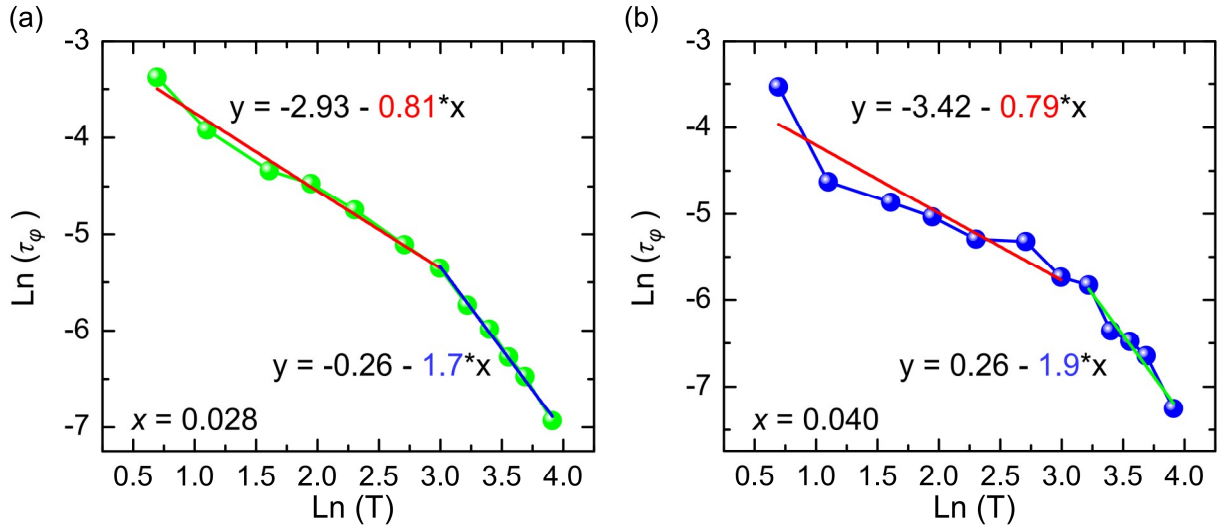 (a)
-3
-4
-5
-6
-7
Ln (τφ )
y = -2.93 - 0.81*x
y = -0.26 - 1.7*x
x = 0.028
0.5 1.0 1.5 2.0 2.5 3.0 3.5 4.0
Ln (T)
(b)
-3
-4
-5
-6
-7
Ln (τφ )
y = -3.42 - 0.79*x
y = 0.26 - 1.9*x
x = 0.040
0.5 1.0 1.5 2.0 2.5 3.0 3.5 4.0
Ln (T)